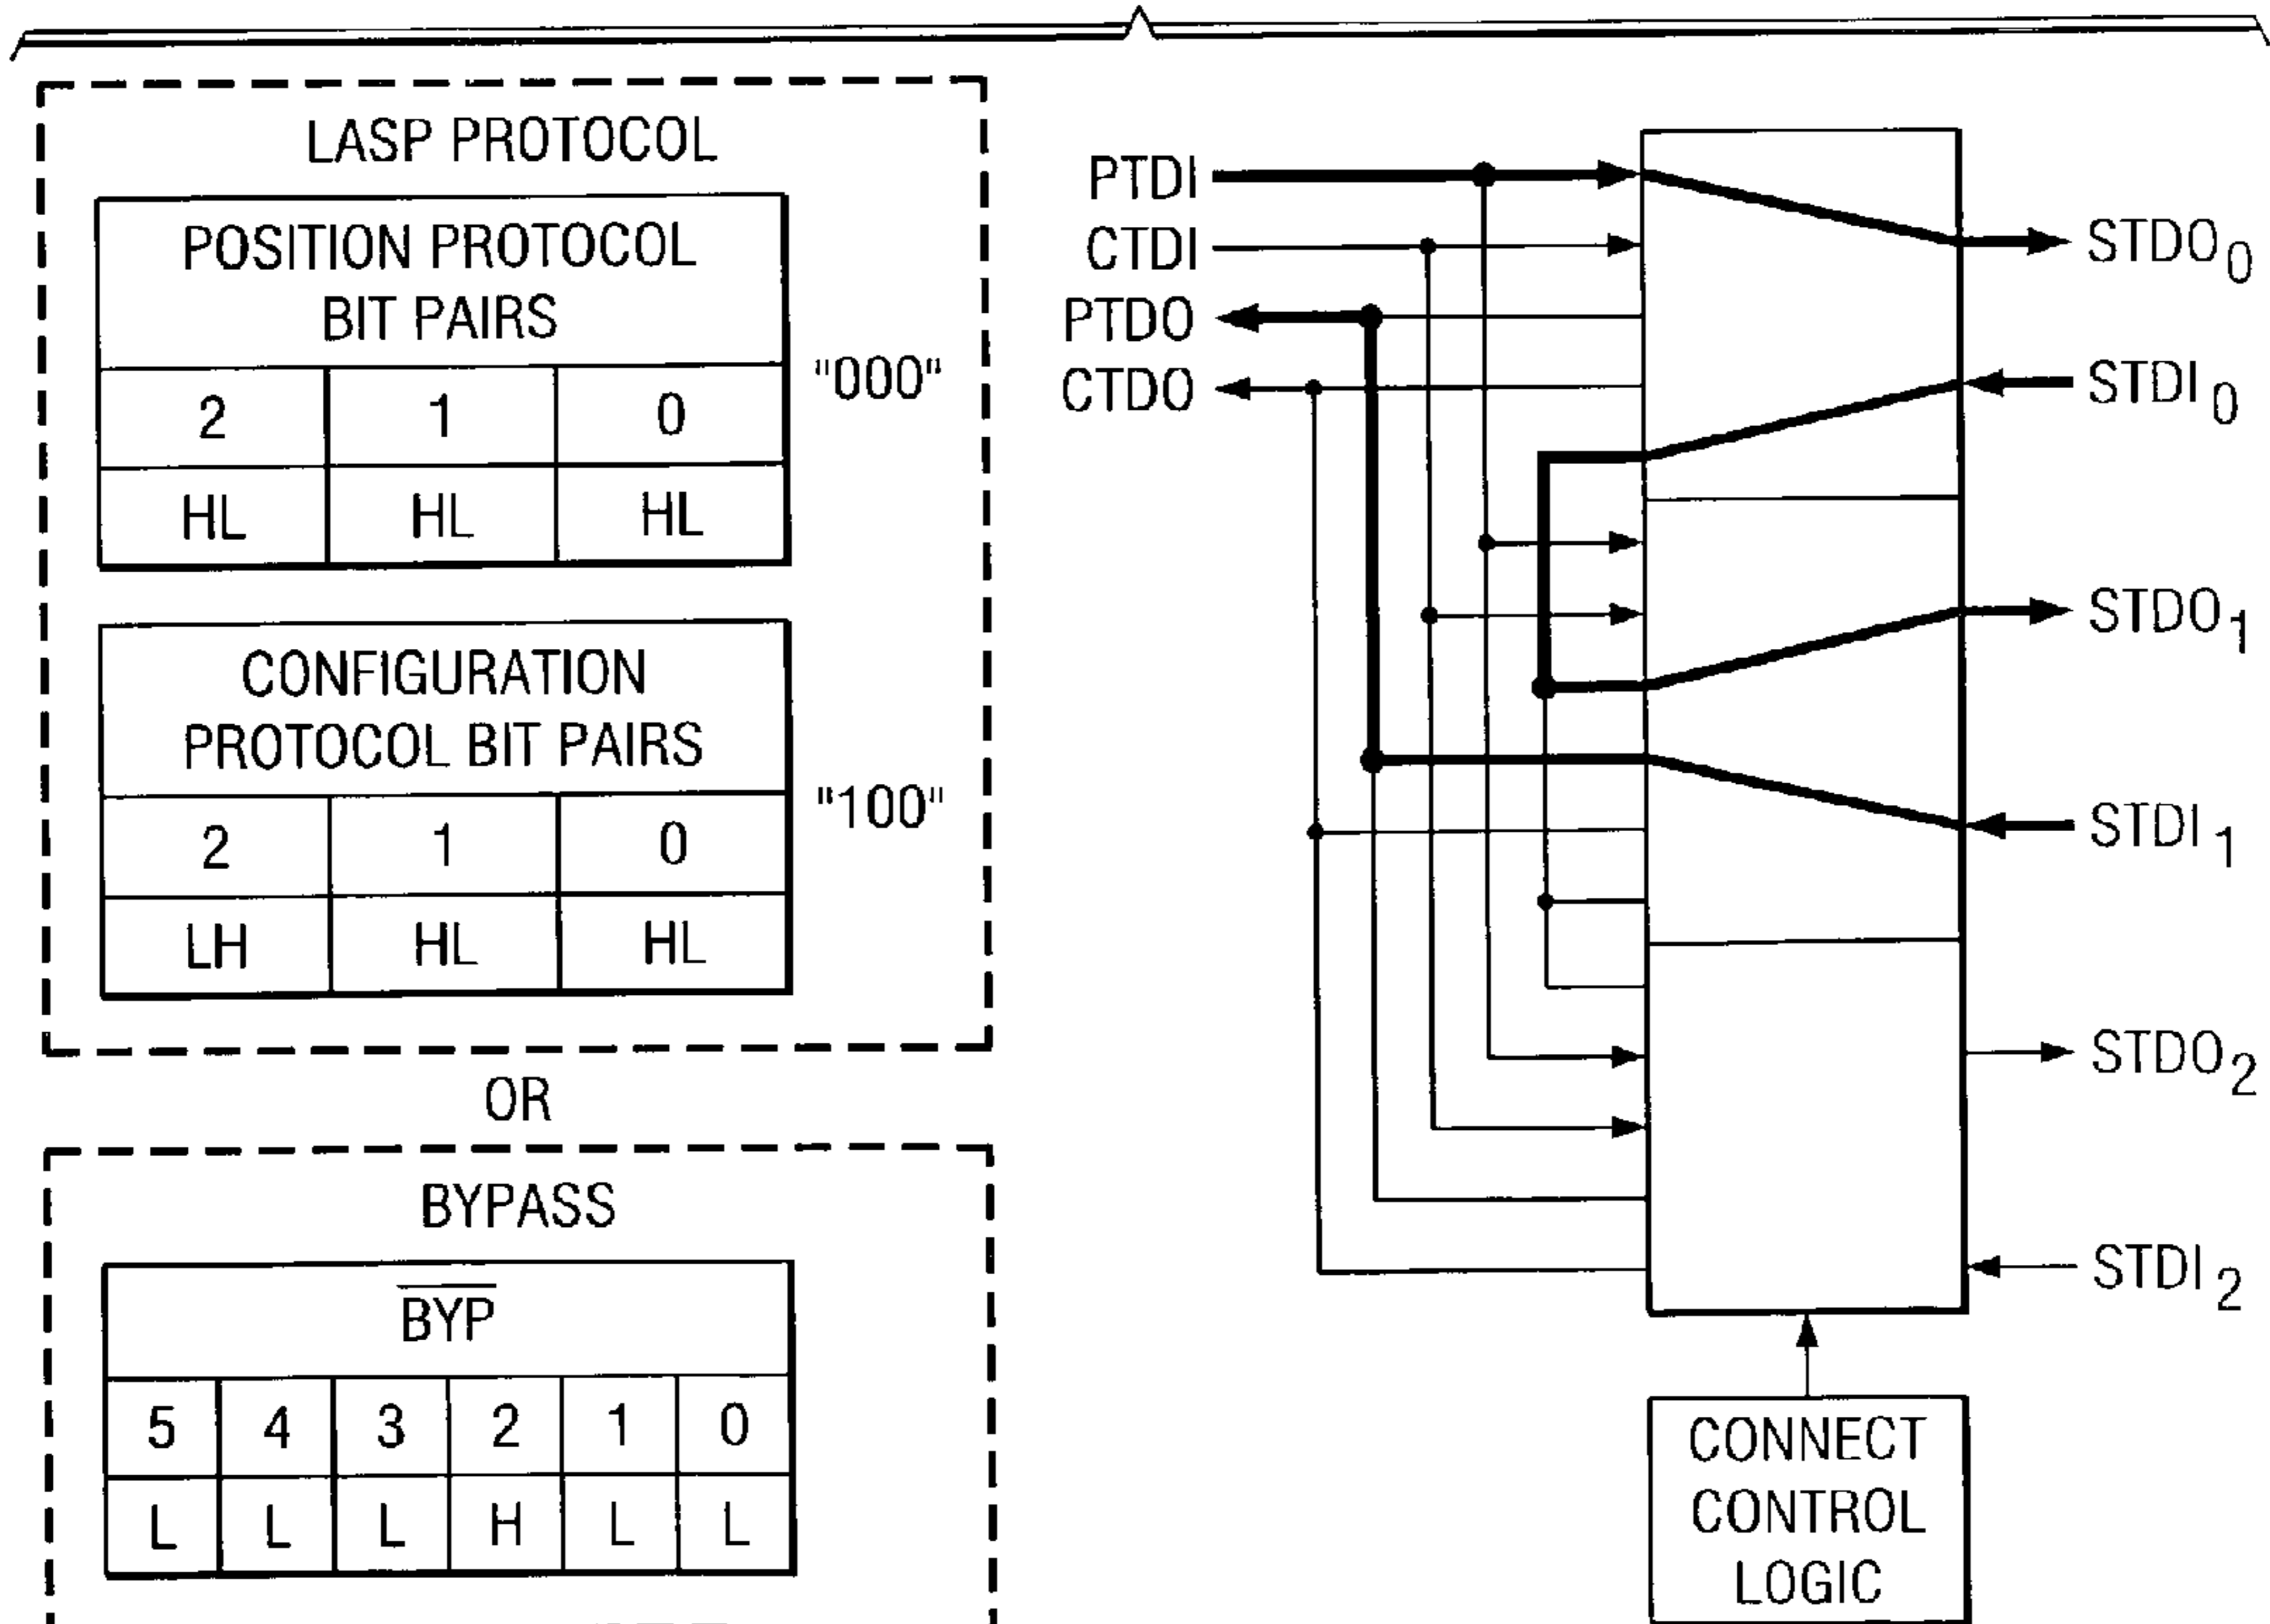 LASP PROTOCOL
POSITION PROTOCOL
BIT PAIRS
2 1 0
HL HL HL
"000"
CONFIGURATION
PROTOCOL BIT PAIRS
2 1 0
LH HL HL
"100"
OR
BYPASS
BYP
5 4 3 2 1 0
L L L H L L
PTDI
CTDI
PTDO
CTDO
STDO0
STDI0
STDO1
STDI1
STDO2
STDI2
CONNECT
CONTROL
LOGIC